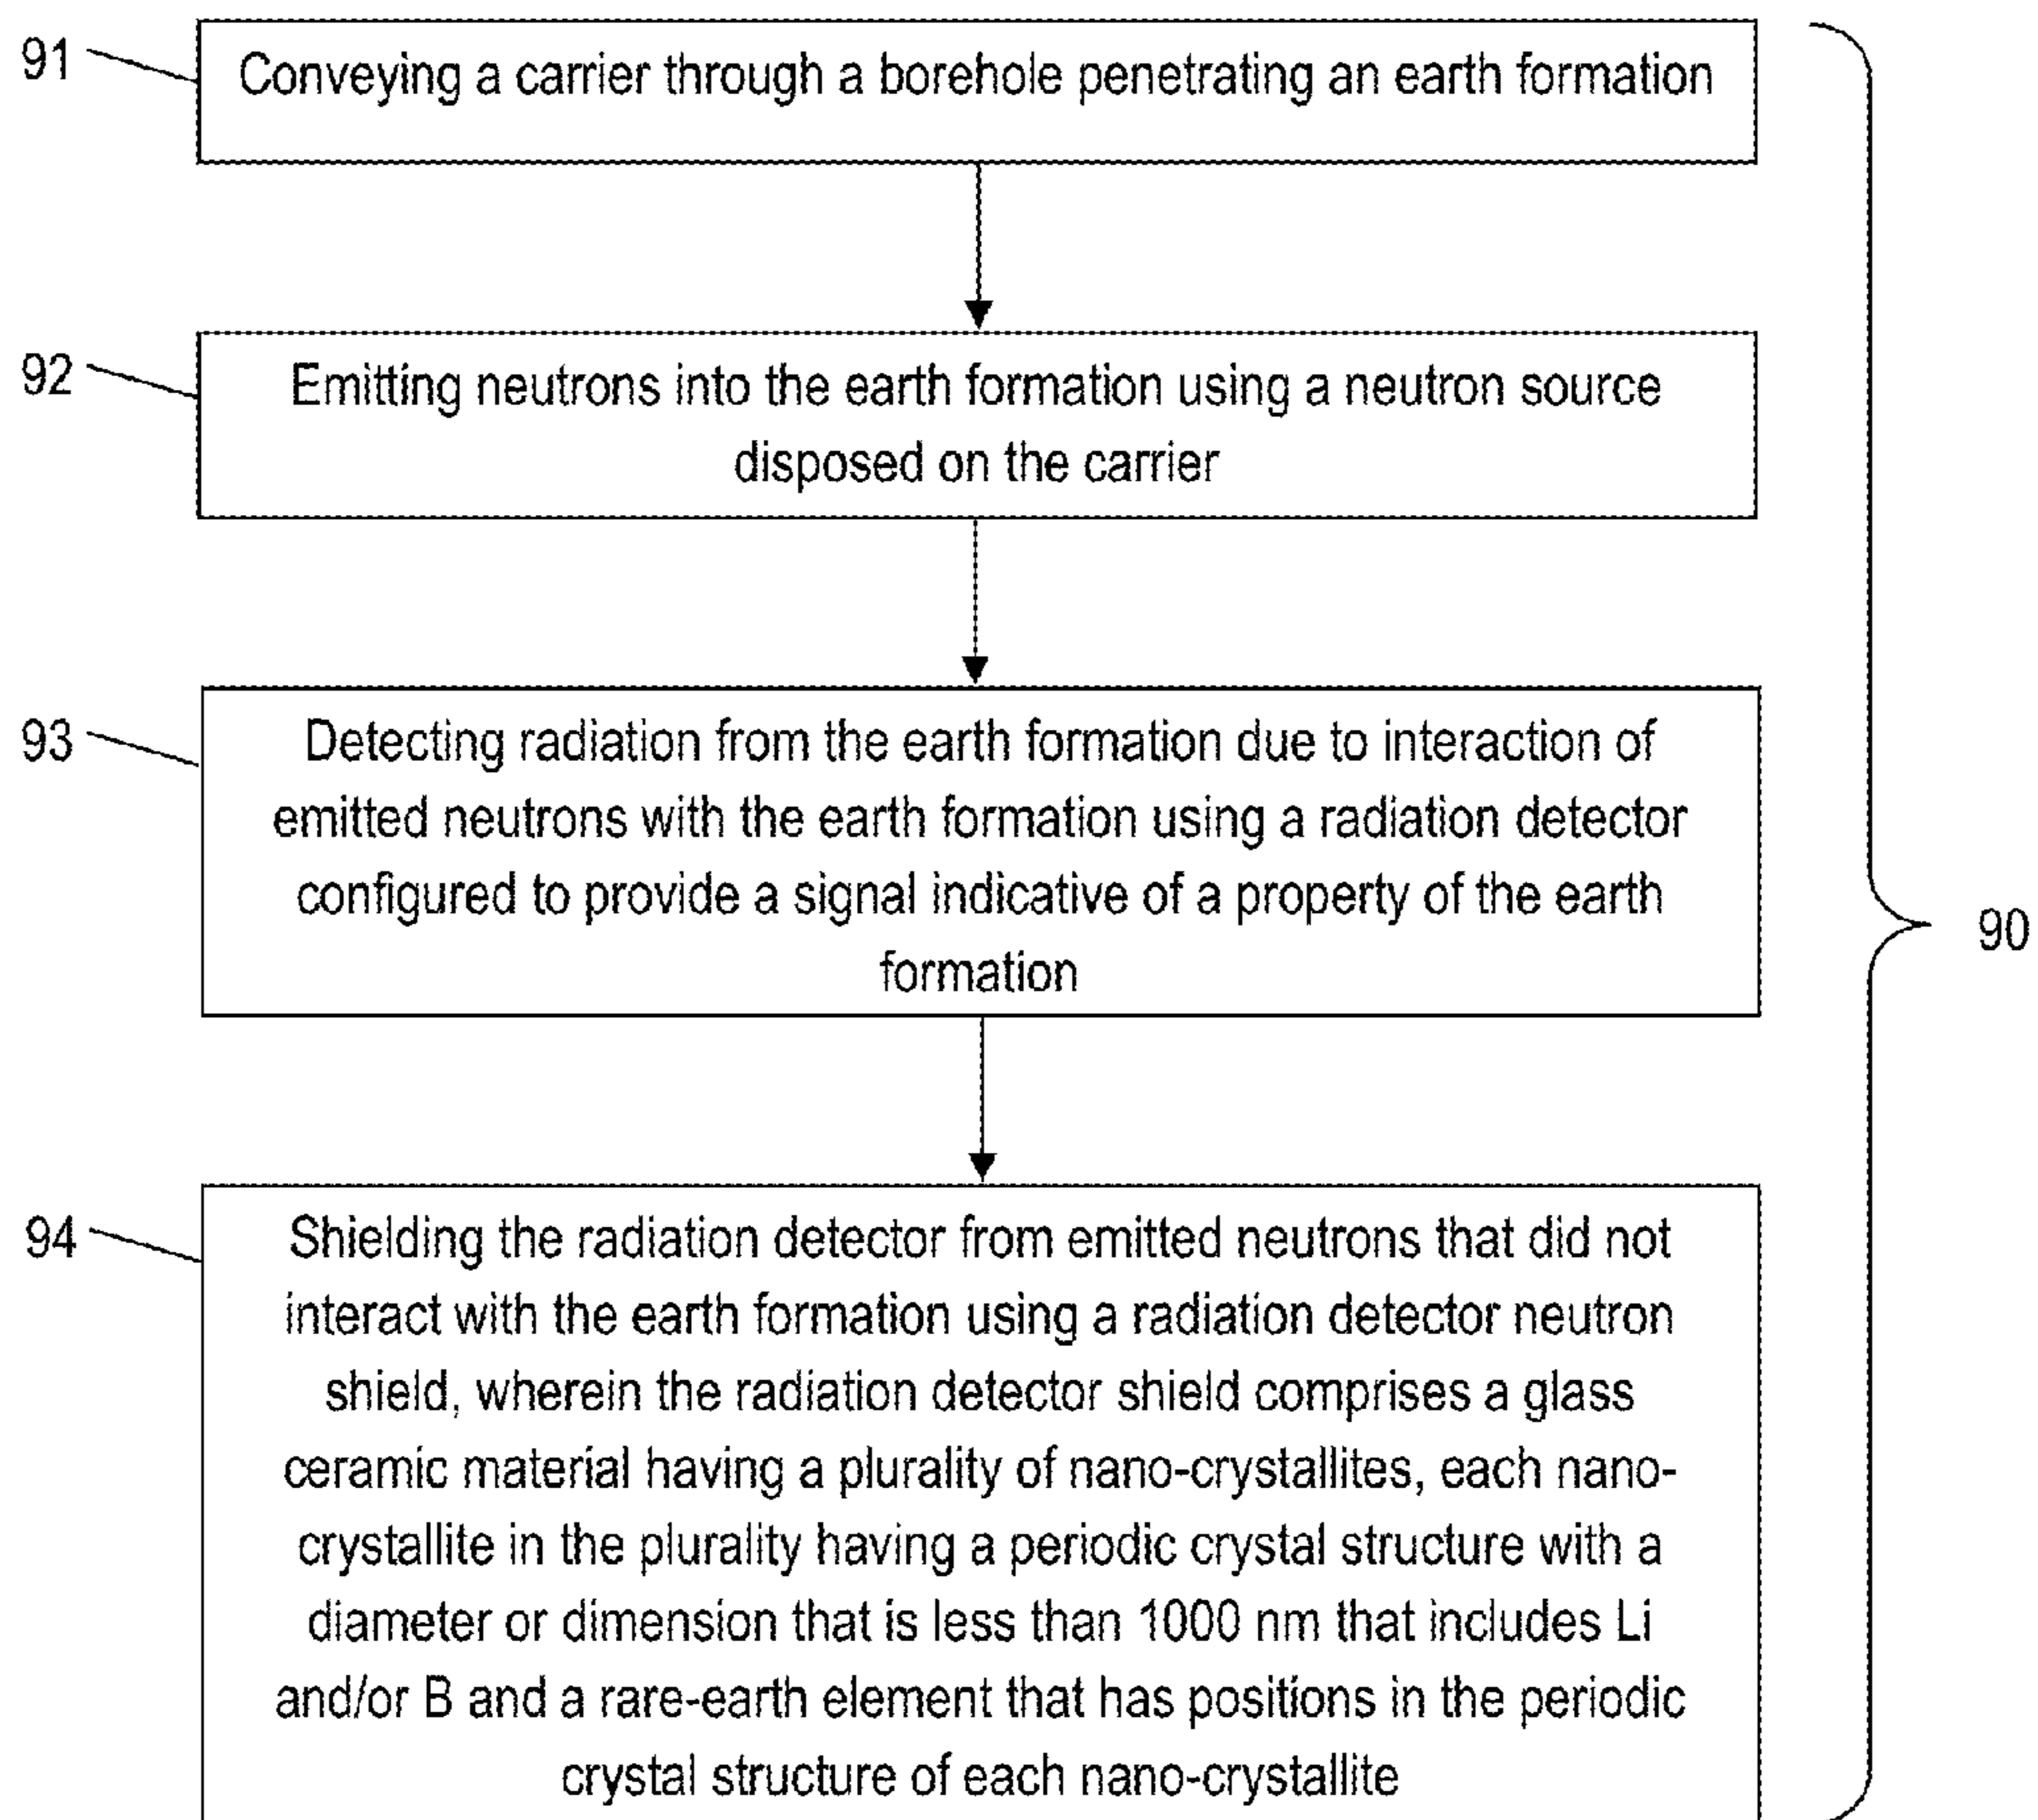 91
Conveying a carrier through a borehole penetrating an earth formation
92
Emitting neutrons into the earth formation using a neutron source
disposed on the carrier
93
Detecting radiation from the earth formation due to interaction of
emitted neutrons with the earth formation using a radiation detector
configured to provide a signal indicative of a property of the earth
formation
90
94
Shielding the radiation detector from emitted neutrons that did not
interact with the earth formation using a radiation detector neutron
shield, wherein the radiation detector shield comprises a glass
ceramic material having a plurality of nano-crystallites, each nano-
crystallite in the plurality having a periodic crystal structure with a
diameter or dimension that is less than 1000 nm that includes Li
and/or B and a rare-earth element that has positions in the periodic
crystal structure of each nano-crystallite